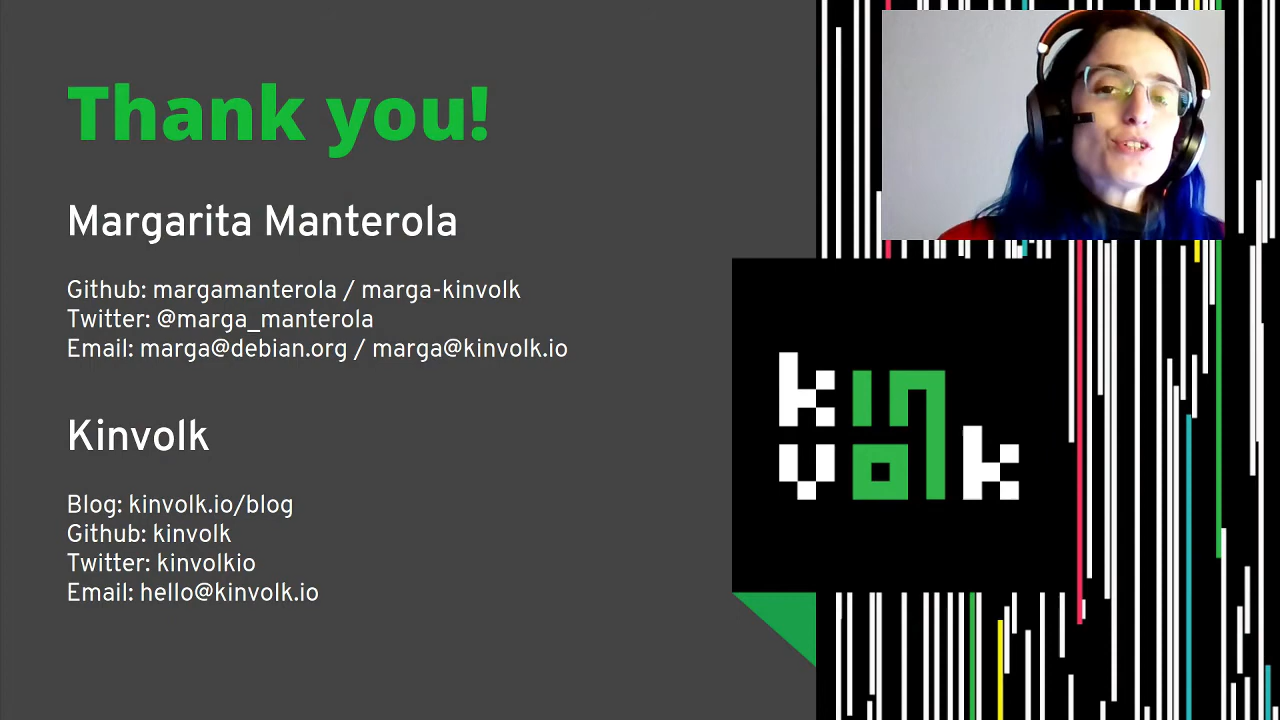 Thank you!
Margarita Manterola
Github: margamanterola / marga-kinvolk
Twitter: @marga_manterola
Email: marga@debian.org / marga@kinvolk.io
Kinvolk
Blog: kinvolk.io/blog
Github: kinvolk
Twitter: kinvolkio
Email: hello@kinvolk.io
kin
volk